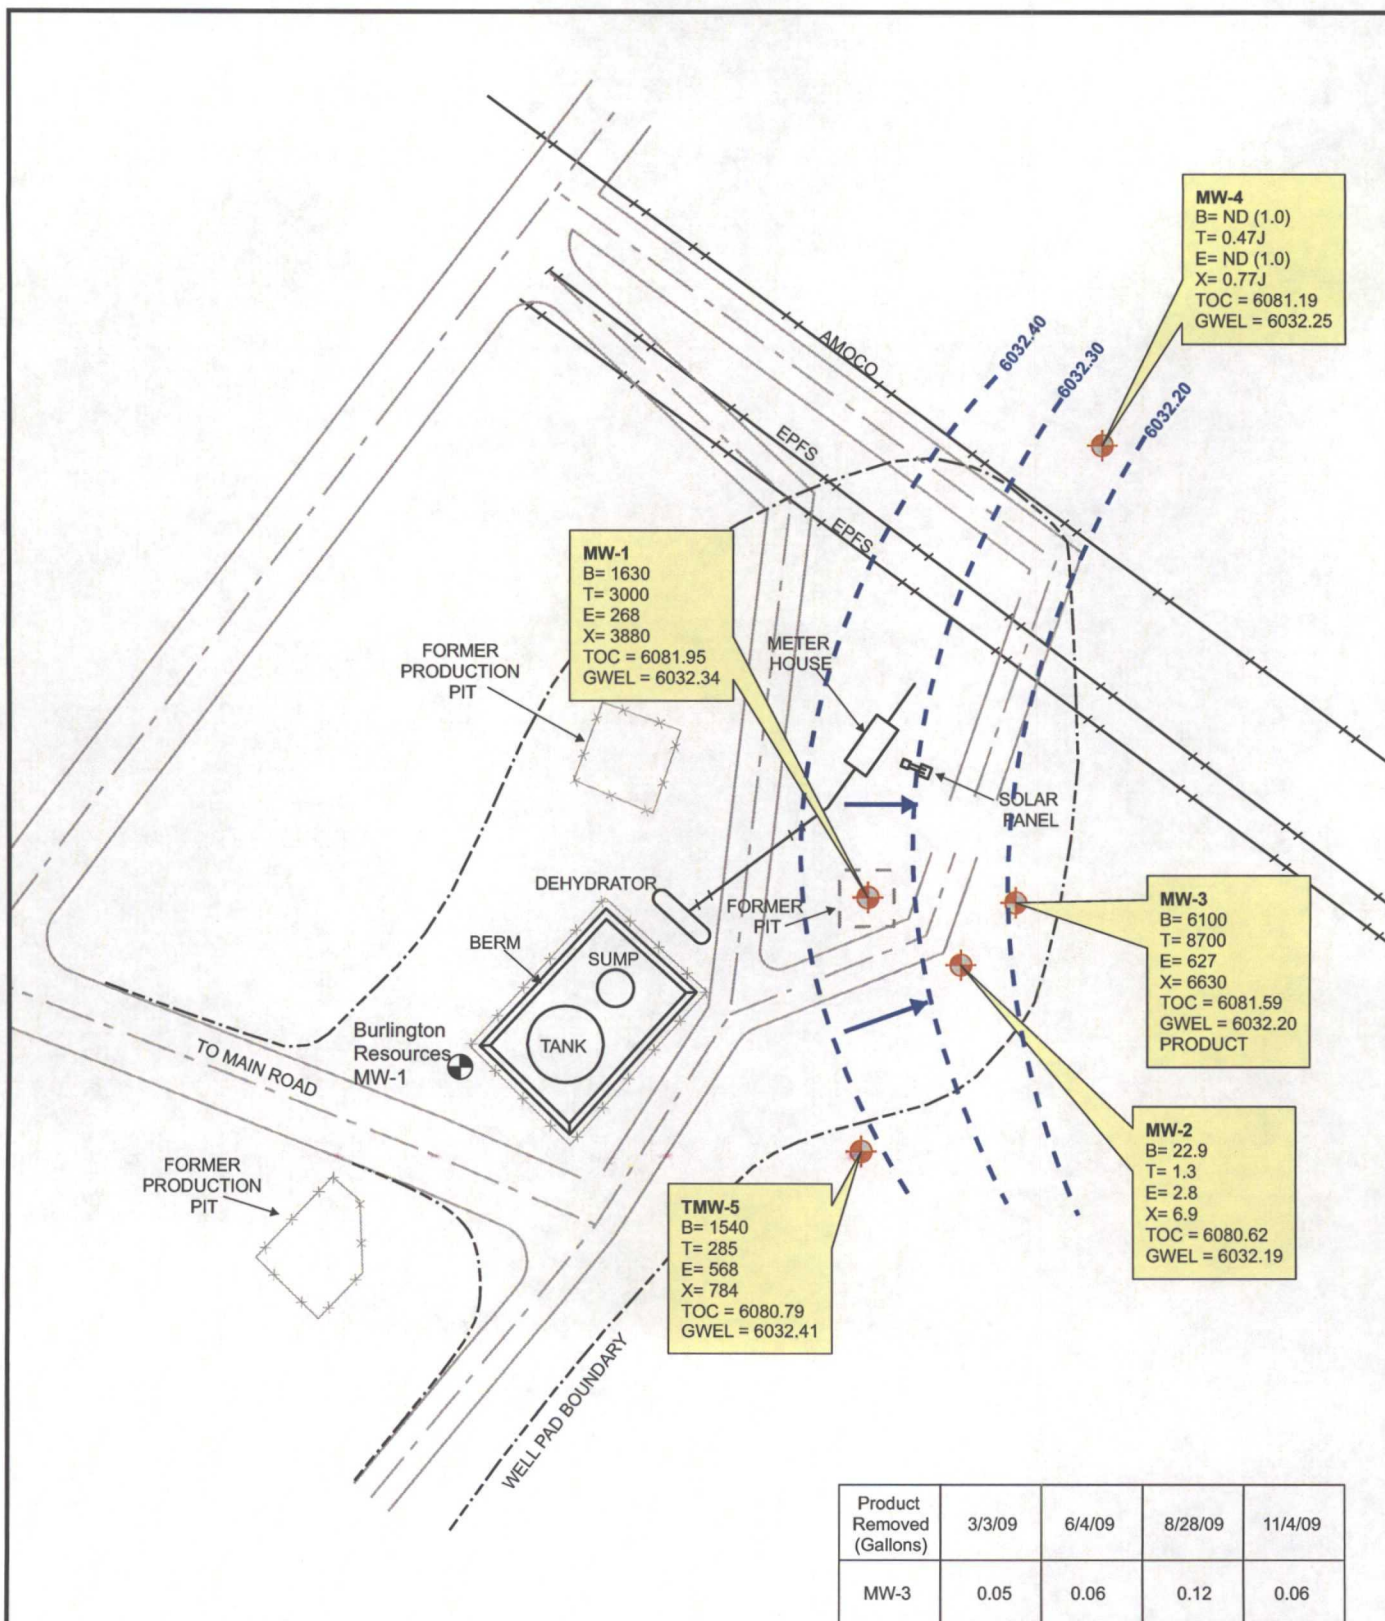 MW-4
B= ND (1.0)
T= 0.47J
E= ND (1.0)
X= 0.77J
TOC = 6081.19
GWEL = 6032.25
6032.40
6032.30
6032.20
AMOCO
EPFS
EPFS
MW-1
B= 1630
T= 3000
E= 268
X= 3880
TOC = 6081.95
GWEL = 6032.34
METER
HOUSE
FORMER
PRODUCTION
PIT
SOLAR
PANEL
DEHYDRATOR
FORMER
PIT
BERM
SUMP
TANK
MW-3
B= 6100
T= 8700
E= 627
X= 6630
TOC = 6081.59
GWEL = 6032.20
PRODUCT
Burlington
Resources
MW-1
TO MAIN ROAD
MW-2
B= 22.9
T= 1.3
E= 2.8
X= 6.9
TOC = 6080.62
GWEL = 6032.19
FORMER
PRODUCTION
PIT
TMW-5
B= 1540
T= 285
E= 568
X= 784
TOC = 6080.79
GWEL = 6032.41
WELL PAD BOUNDARY
Product
Removed
(Gallons)
3/3/09
6/4/09
8/28/09
11/4/09
MW-3
0.05
0.06
0.12
0.06